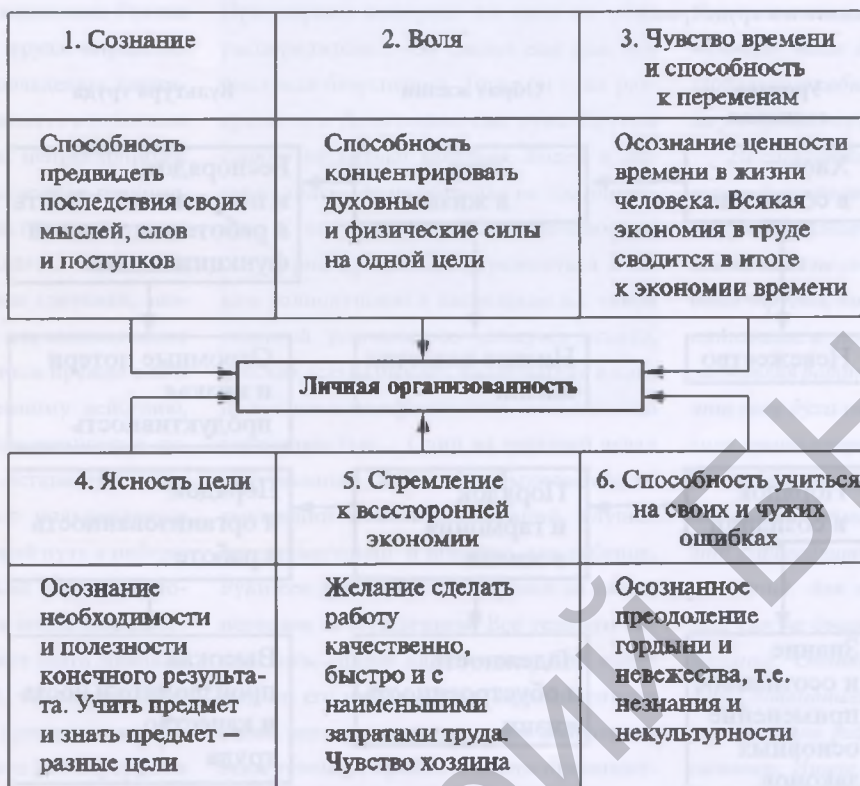 1. Сознание
2. Воля
3. Чувство времени
и способность
к переменам
Способность
предвидеть
последствия своих
мыслей, слов
и поступков
Способность
концентрировать
духовные
и физические силы
на одной цели
Осознание ценности
времени в жизни
человека. Всякая
экономия в труде
сводится в итоге
к экономии времени
Личная организованность
4. Ясность цели
5. Стремление
к всесторонней
экономии
6. Способность учиться
на своих и чужих
ошибках
Осознание
необходимости
и полезности
конечного результа-
та. Учить предмет
и знать предмет —
разные цели
Желание сделать
работу
качественно,
быстро и с
наименьшими
затратами труда.
Чувство хозяина
Осознанное
преодоление
гордыни и
невежества, т.е.
незнания и
некультурности